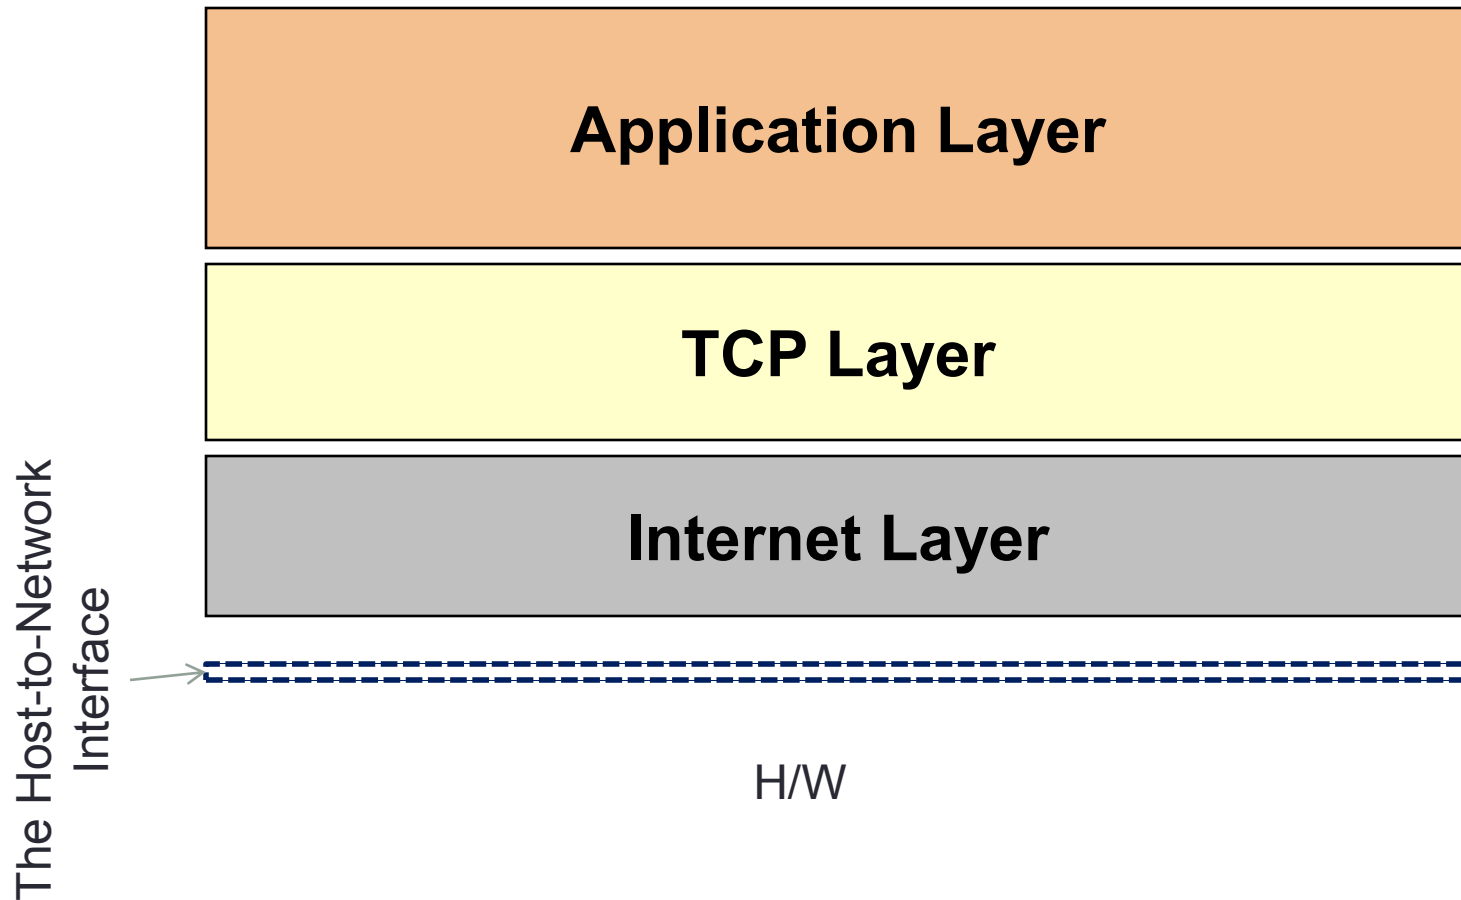 Application Layer
TCP Layer
Internet Layer
The Host-to-Network
Interface
H/W